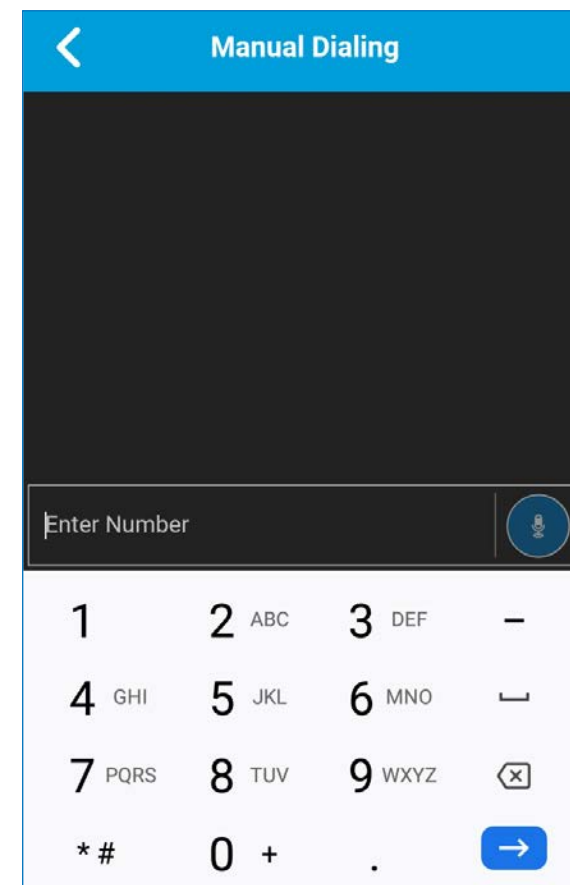 Manual Dialing
Enter Number
1 2 ABC 3 DEF -
4 GHI 5 JKL 6 MNO
7 PQRS 8 TUV 9 WXYZ
* # 0 + .